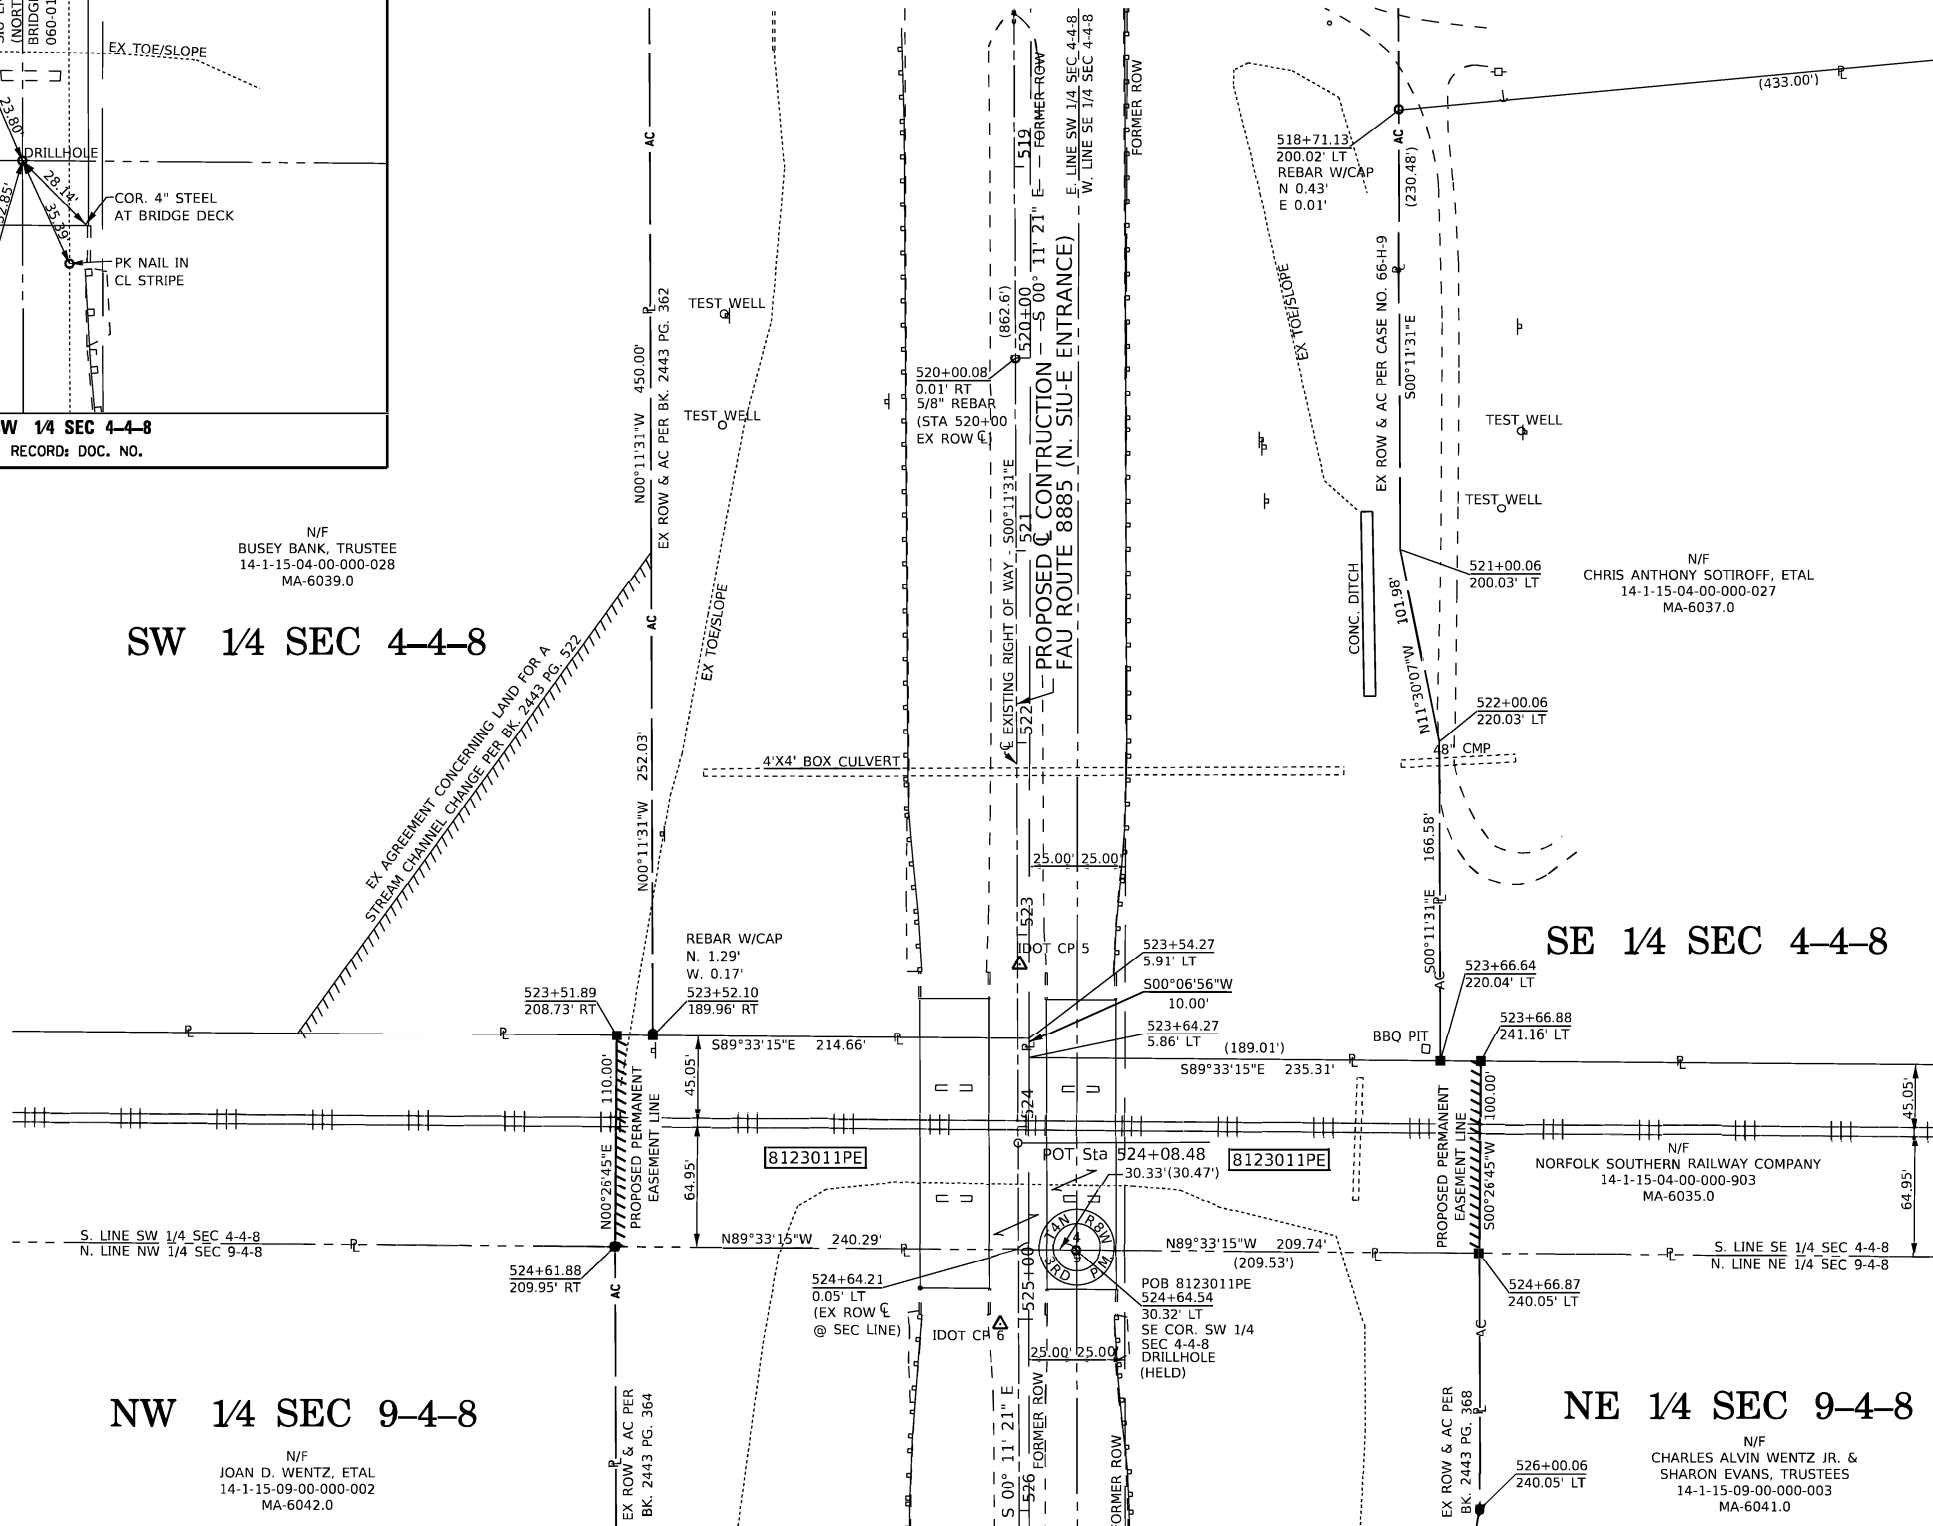 (NORT
BRIDGE
060-01
EX TOE/SLOPE
23.80'
DRILLHOLE
28.14'
35.39'
COR. 4" STEEL
AT BRIDGE DECK
PK NAIL IN
CL STRIPE
W 1/4 SEC 4-4-8
RECORD: DOC. NO.
N/F
BUSEY BANK, TRUSTEE
14-1-15-04-00-000-028
MA-6039.0
SW 1/4 SEC 4-4-8
EX AGREEMENT CONCERNING LAND FOR A
STREAM CHANNEL CHANGE PER BK. 2443 PG. 522
AC
P L
N00°11'31"W 450.00'
EX ROW & AC PER BK. 2443 PG. 362
AC
N00°11'31"W 252.03'
TEST WELL
TEST WELL
EX TOE/SLOPE
4'X4' BOX CULVERT
519
FORMER ROW
E. LINE SW 1/4 SEC 4-4-8
W. LINE SE 1/4 SEC 4-4-8
FORMER ROW
(862.6')
520+00
520+00.08
0.01' RT
5/8" REBAR
(STA 520+00
EX ROW CL)
PROPOSED CL CONTRUCTION — S 00° 11' 21" E
FAU ROUTE 8885 (N. SIU-E ENTRANCE)
CL EXISTING RIGHT OF WAY - S00°11'31"E
521
522
523
25.00' 25.00'
518+71.13
200.02' LT
REBAR W/CAP
N 0.43'
E 0.01'
AC
(230.48')
(433.00')
P L
EX TOE/SLOPE
EX ROW & AC PER CASE NO. 66-H-9
P L
S00°11'31"E
TEST WELL
TEST WELL
CONC. DITCH
521+00.06
200.03' LT
N11°30'07"W 101.98'
522+00.06
220.03' LT
48" CMP
N/F
CHRIS ANTHONY SOTIROFF, ETAL
14-1-15-04-00-000-027
MA-6037.0
SE 1/4 SEC 4-4-8
S00°11'31"E 166.58'
P L
AC
REBAR W/CAP
N. 1.29'
W. 0.17'
523+51.89
208.73' RT
523+52.10
189.96' RT
IDOT CP 5
523+54.27
5.91' LT
S00°06'56"W
10.00'
523+64.27
5.86' LT
523+66.64
220.04' LT
523+66.88
241.16' LT
BBQ PIT
P L
P L
S89°33'15"E 214.66'
P L
(189.01')
S89°33'15"E 235.31'
P L
P L
N00°26'45"E 110.00'
PROPOSED PERMANENT
EASEMENT LINE
45.05'
64.95'
524
8123011PE
POT Sta 524+08.48
8123011PE
30.33'(30.47')
PROPOSED PERMANENT
EASEMENT LINE
S00°26'45"W 100.00'
45.05'
64.95'
N/F
NORFOLK SOUTHERN RAILWAY COMPANY
14-1-15-04-00-000-903
MA-6035.0
S. LINE SW 1/4 SEC 4-4-8
N. LINE NW 1/4 SEC 9-4-8
P L
N89°33'15"W 240.29'
P L
T4N R8W
4
9
3RD P.M.
N89°33'15"W 209.74'
(209.53')
P L
P L
S. LINE SE 1/4 SEC 4-4-8
N. LINE NE 1/4 SEC 9-4-8
524+61.88
209.95' RT
AC
524+64.21
0.05' LT
(EX ROW CL
@ SEC LINE)
525+00
IDOT CP 6
POB 8123011PE
524+64.54
30.32' LT
SE COR. SW 1/4
SEC 4-4-8
DRILLHOLE
(HELD)
25.00' 25.00'
524+66.87
240.05' LT
AC
NW 1/4 SEC 9-4-8
N/F
JOAN D. WENTZ, ETAL
14-1-15-09-00-000-002
MA-6042.0
P L
EX ROW & AC PER
BK. 2443 PG. 364
S 00° 11' 21" E
526
FORMER ROW
FORMER ROW
EX ROW & AC PER
BK. 2443 PG. 368
P L
526+00.06
240.05' LT
NE 1/4 SEC 9-4-8
N/F
CHARLES ALVIN WENTZ JR. &
SHARON EVANS, TRUSTEES
14-1-15-09-00-000-003
MA-6041.0